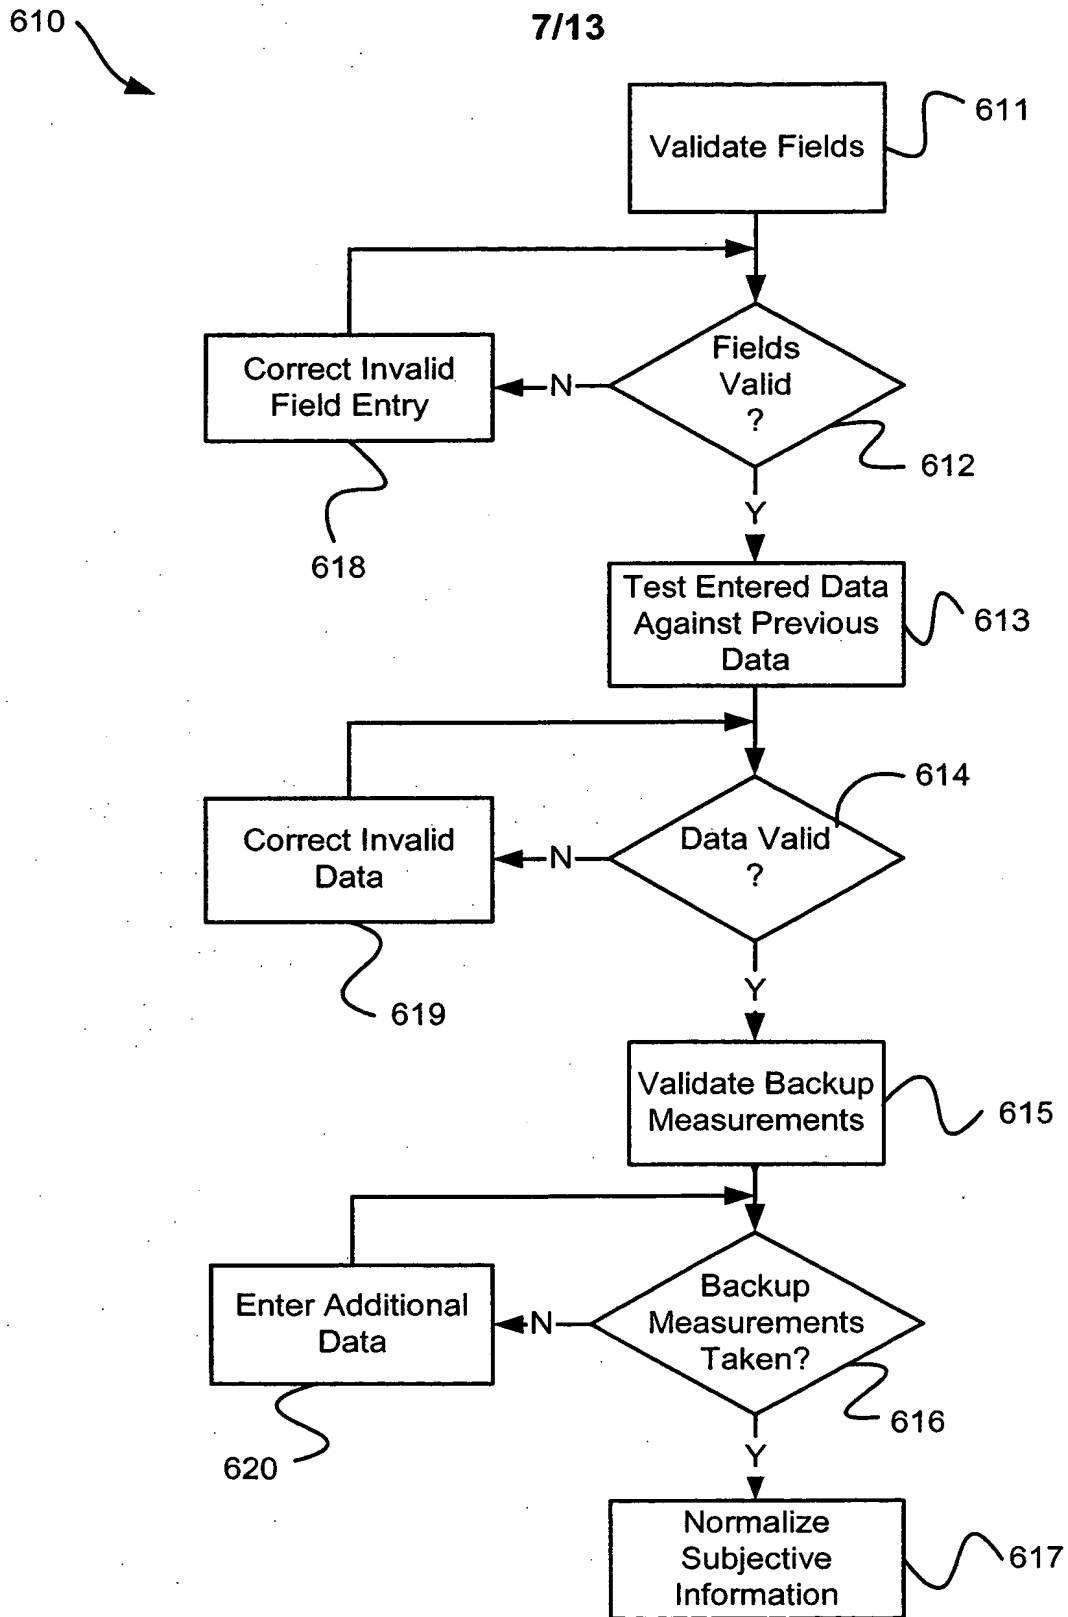 610
7/13
Validate Fields
611
Fields
Valid
?
612
N
Correct Invalid
Field Entry
618
Y
Test Entered Data
Against Previous
Data
613
614
Data Valid
?
N
Correct Invalid
Data
619
Y
Validate Backup
Measurements
615
Backup
Measurements
Taken?
616
N
Enter Additional
Data
620
Y
Normalize
Subjective
Information
617